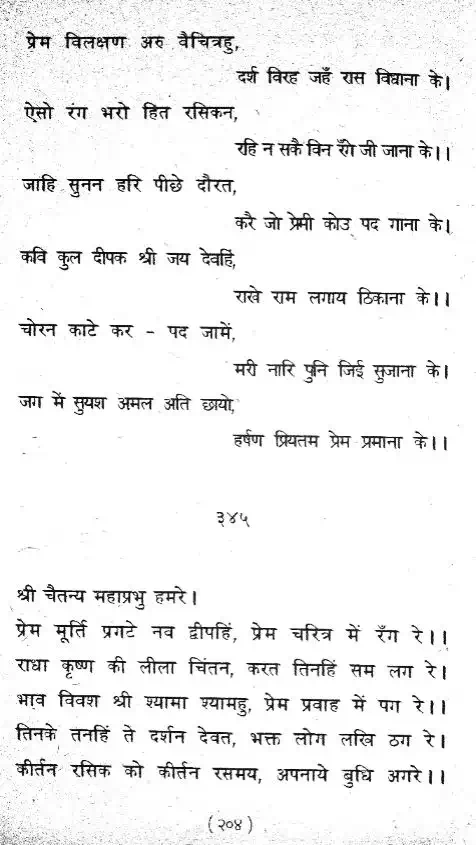 प्रेम विलक्षण अरु वैचित्रहु,
दर्श विरह जहँ रास विधाना के।
ऐसो रंग भरो हित रसिकन,
रहि न सकै विन रँगे जी जाना के।।
जाहि सुनन हरि पीछे दौरत,
करै जो प्रेमी कोउ पद गाना के।
कवि कुल दीपक श्री जय देवहिं,
राखे राम लगाय ठिकाना के।।
चोरन काटे कर - पद जामें,
मरी नारि पुनि जिई सुजाना के।
जग में सुयश अमल अति छायो,
हर्षण प्रियतम प्रेम प्रमाना के।।
३४५
श्री चैतन्य महाप्रभु हमरे।
प्रेम मूर्ति प्रगटे नव द्वीपहिं, प्रेम चरित्र में रँग रे।।
राधा कृष्ण की लीला चिंतन, करत तिनहिं सम लग रे।
भाव विवश श्री श्यामा श्यामहु, प्रेम प्रवाह में पग रे।।
तिनके तनहिं ते दर्शन देवत, भक्त लोग लखि ठग रे।
कीर्तन रसिक को कीर्तन रसमय, अपनाये बुधि अगरे।।
(२०४)